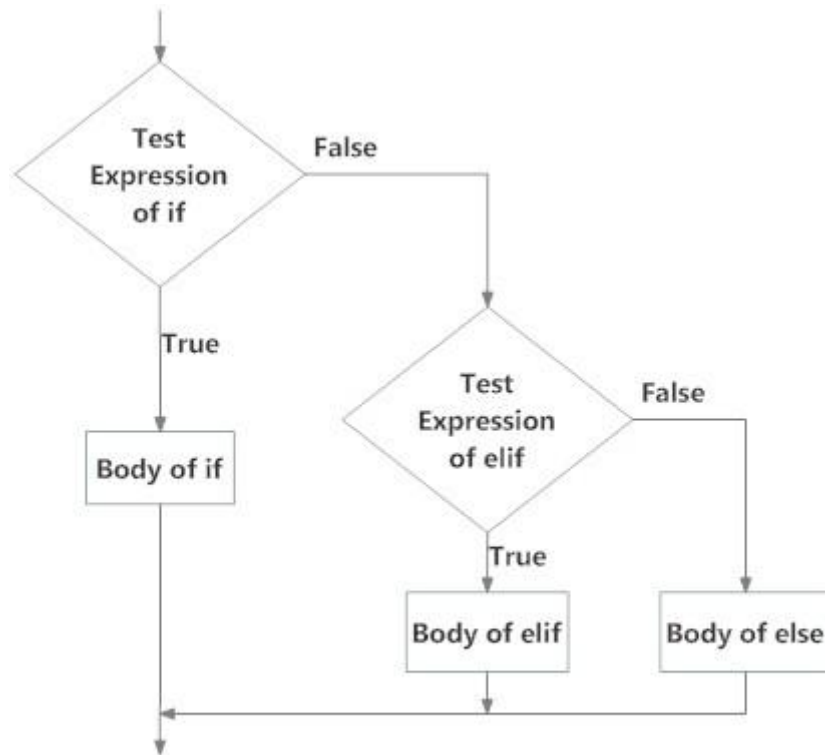 Test
Expression
of if
False
True
Body of if
Test
Expression
of elif
False
True
Body of elif
Body of else